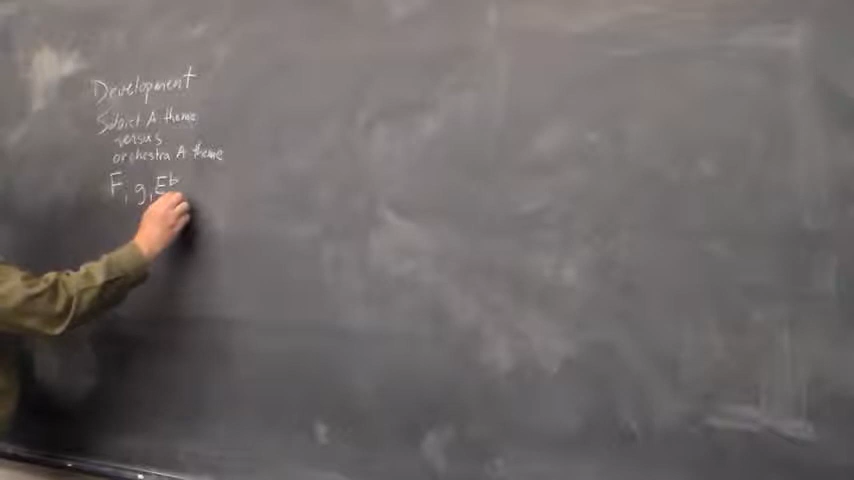 Development
Soloist A theme
versus
orchestra A theme
F, g, Eb